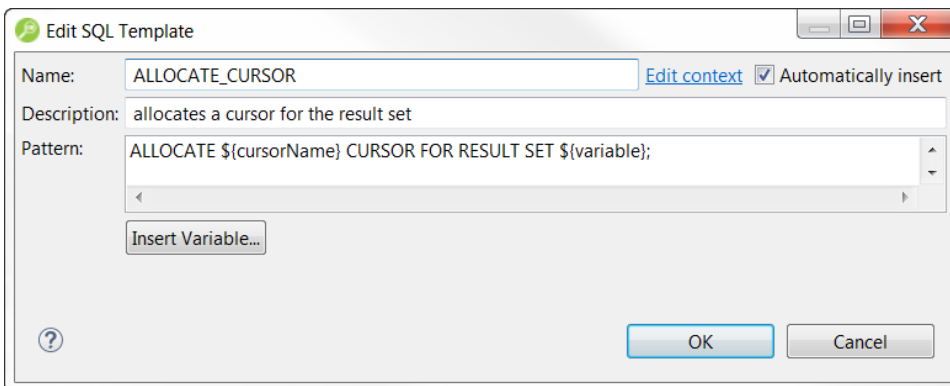 Edit SQL Template
Name: ALLOCATE_CURSOR Edit context Automatically insert
Description: allocates a cursor for the result set
Pattern: ALLOCATE ${cursorName} CURSOR FOR RESULT SET ${variable};
Insert Variable...
OK Cancel